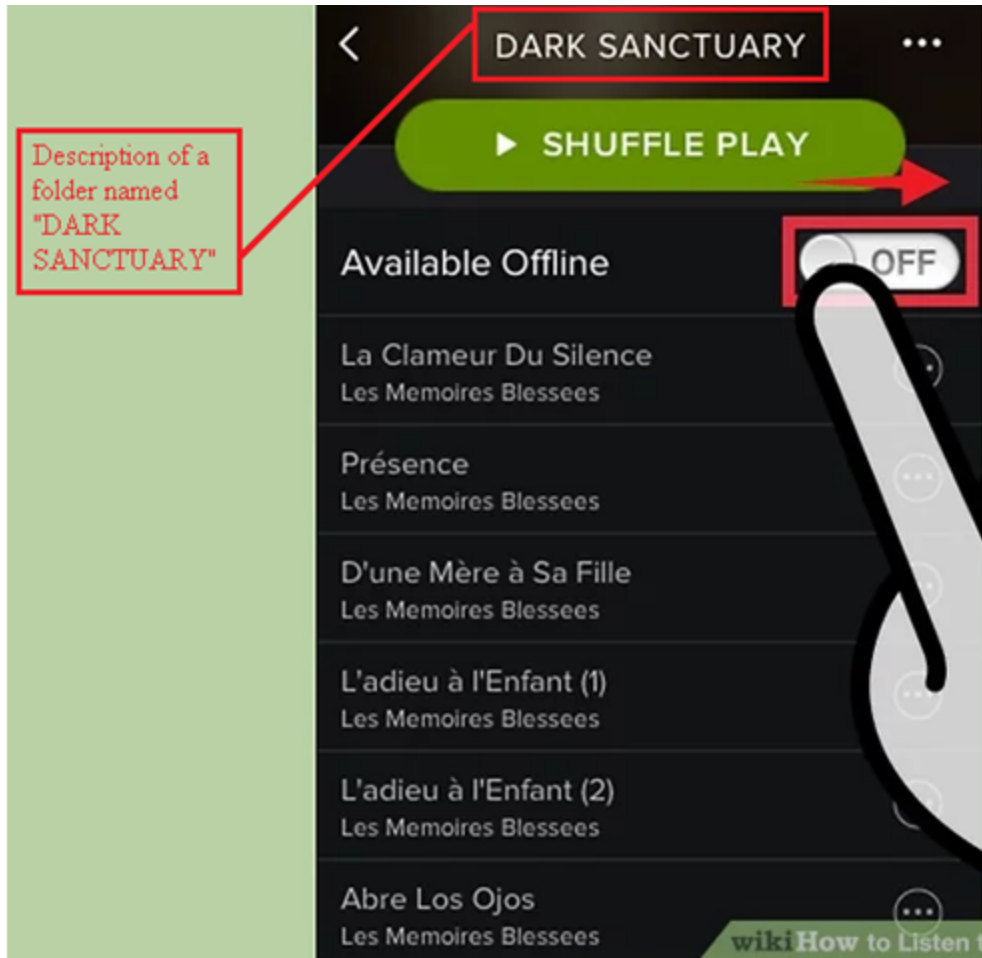 DARK SANCTUARY
SHUFFLE PLAY
Description of a
folder named
"DARK
SANCTUARY"
Available Offline
OFF
La Clameur Du Silence
Les Memoires Blessees
Présence
Les Memoires Blessees
D'une Mère à Sa Fille
Les Memoires Blessees
L'adieu à l'Enfant (1)
Les Memoires Blessees
L'adieu à l'Enfant (2)
Les Memoires Blessees
Abre Los Ojos
Les Memoires Blessees
wikiHow to Listen t